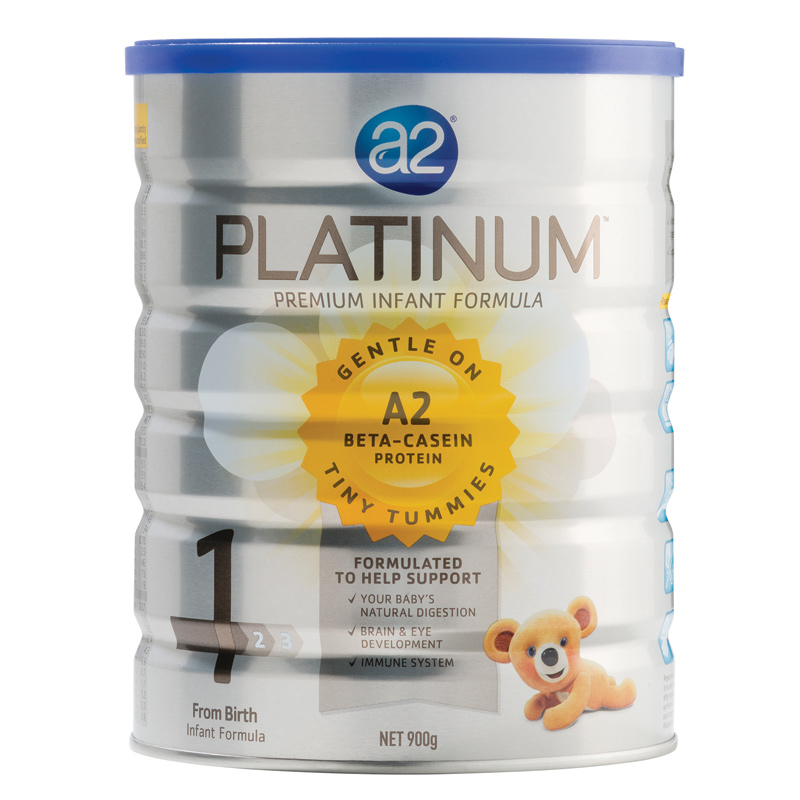 a2®
PLATINUM™
PREMIUM INFANT FORMULA
GENTLE ON
A2
BETA-CASEIN
PROTEIN
TINY TUMMIES
FORMULATED
TO HELP SUPPORT
✓ YOUR BABY'S
NATURAL DIGESTION
✓ BRAIN & EYE
DEVELOPMENT
✓ IMMUNE SYSTEM
1
2 3
From Birth
Infant Formula
NET 900g